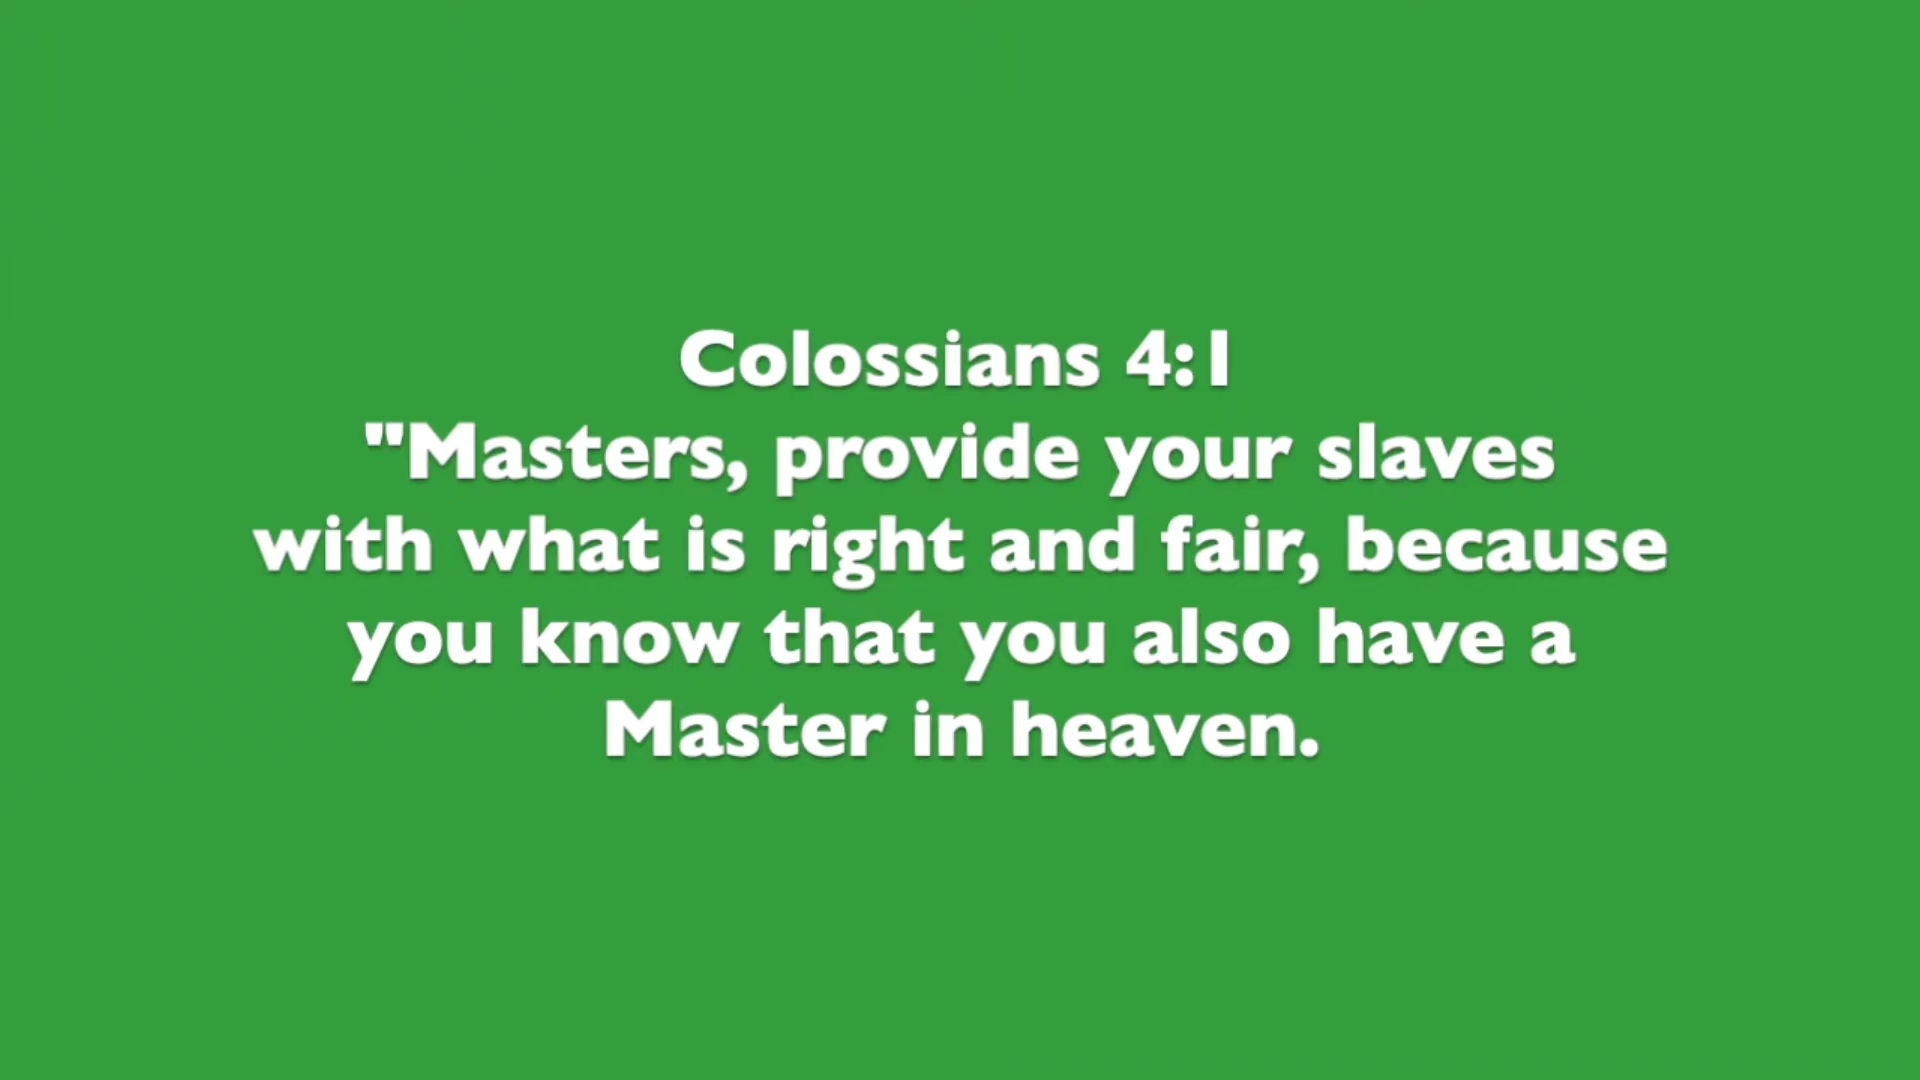 Colossians 4:1
"Masters, provide your slaves
with what is right and fair, because
you know that you also have a
Master in heaven.